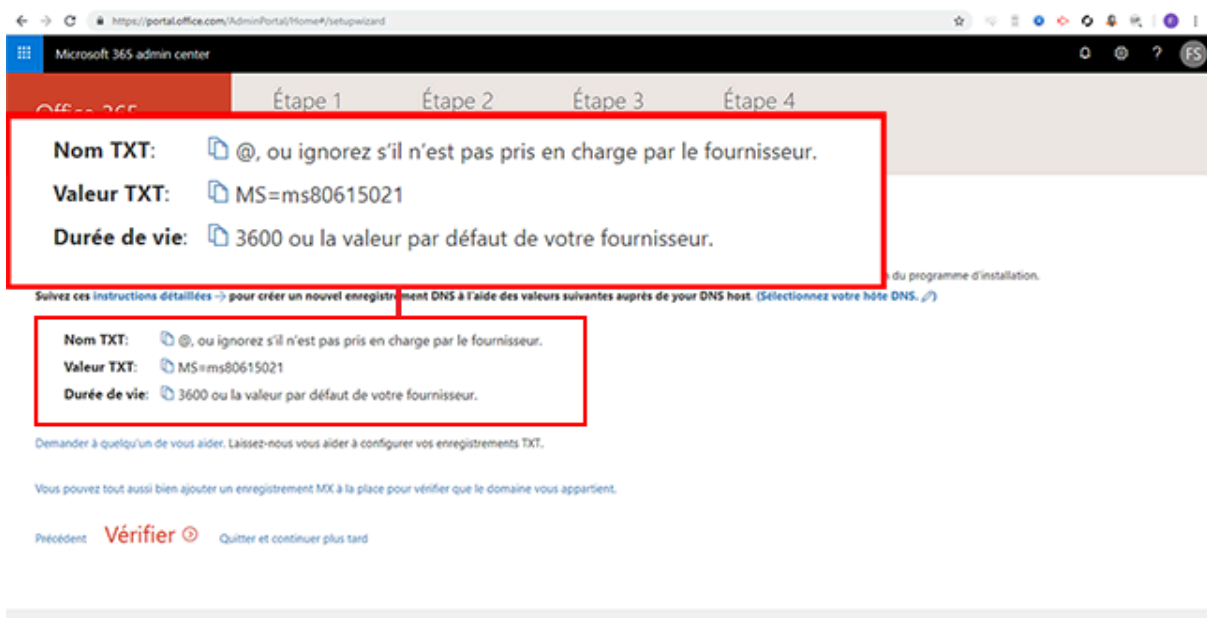 https://portal.office.com/AdminPortal/Home#/setupwizard
Microsoft 365 admin center
? FS
Office 365
Étape 1 Étape 2 Étape 3 Étape 4
Nom TXT: @, ou ignorez s'il n'est pas pris en charge par le fournisseur.
Valeur TXT: MS=ms80615021
Durée de vie: 3600 ou la valeur par défaut de votre fournisseur.
du programme d'installation.
Suivez ces instructions détaillées → pour créer un nouvel enregistrement DNS à l'aide des valeurs suivantes auprès de your DNS host. (Sélectionnez votre hôte DNS. )
Nom TXT: @, ou ignorez s'il n'est pas pris en charge par le fournisseur.
Valeur TXT: MS=ms80615021
Durée de vie: 3600 ou la valeur par défaut de votre fournisseur.
Demander à quelqu'un de vous aider. Laissez-nous vous aider à configurer vos enregistrements TXT.
Vous pouvez tout aussi bien ajouter un enregistrement MX à la place pour vérifier que le domaine vous appartient.
Précédent Vérifier Quitter et continuer plus tard